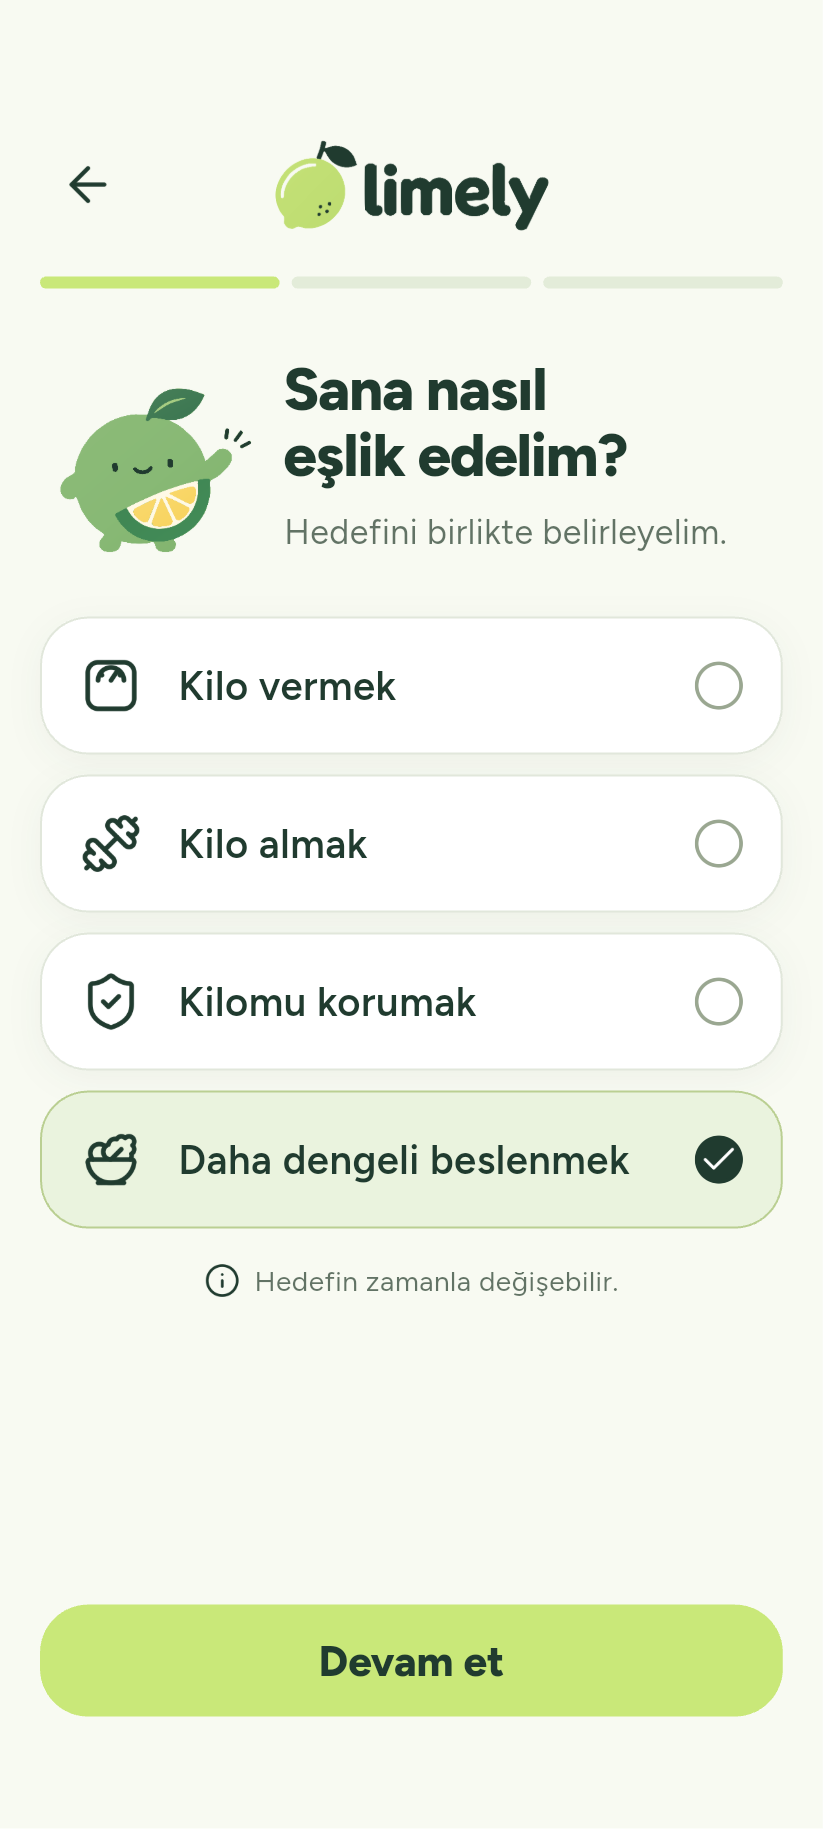 limely
Sana nasıl
eşlik edelim?
Hedefini birlikte belirleyelim.
Kilo vermek
Kilo almak
Kilomu korumak
Daha dengeli beslenmek
Hedefin zamanla değişebilir.
Devam et